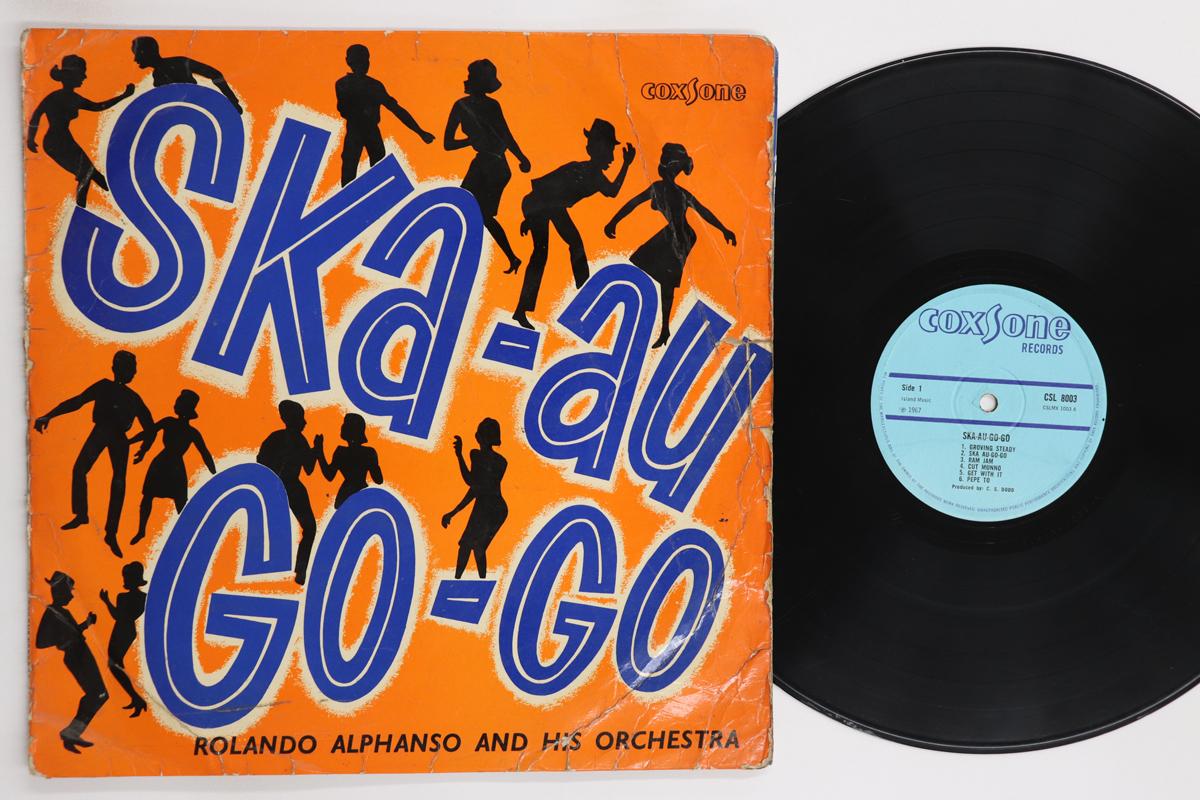 coxsone
SKa-au
GO-GO
ROLANDO ALPHANSO AND HIS ORCHESTRA
coxsone
RECORDS
Side 1
CSL 8003
Island Music
CSLMX 1003 A
℗ 1967
SKA-AU-GO-GO
1. GROVING STEADY
2. SKA AU-GO-GO
3. RAM JAM
4. CUT MUNNO
5. GET WITH IT
6. PEPE TO
Produced by: C. S. DODD